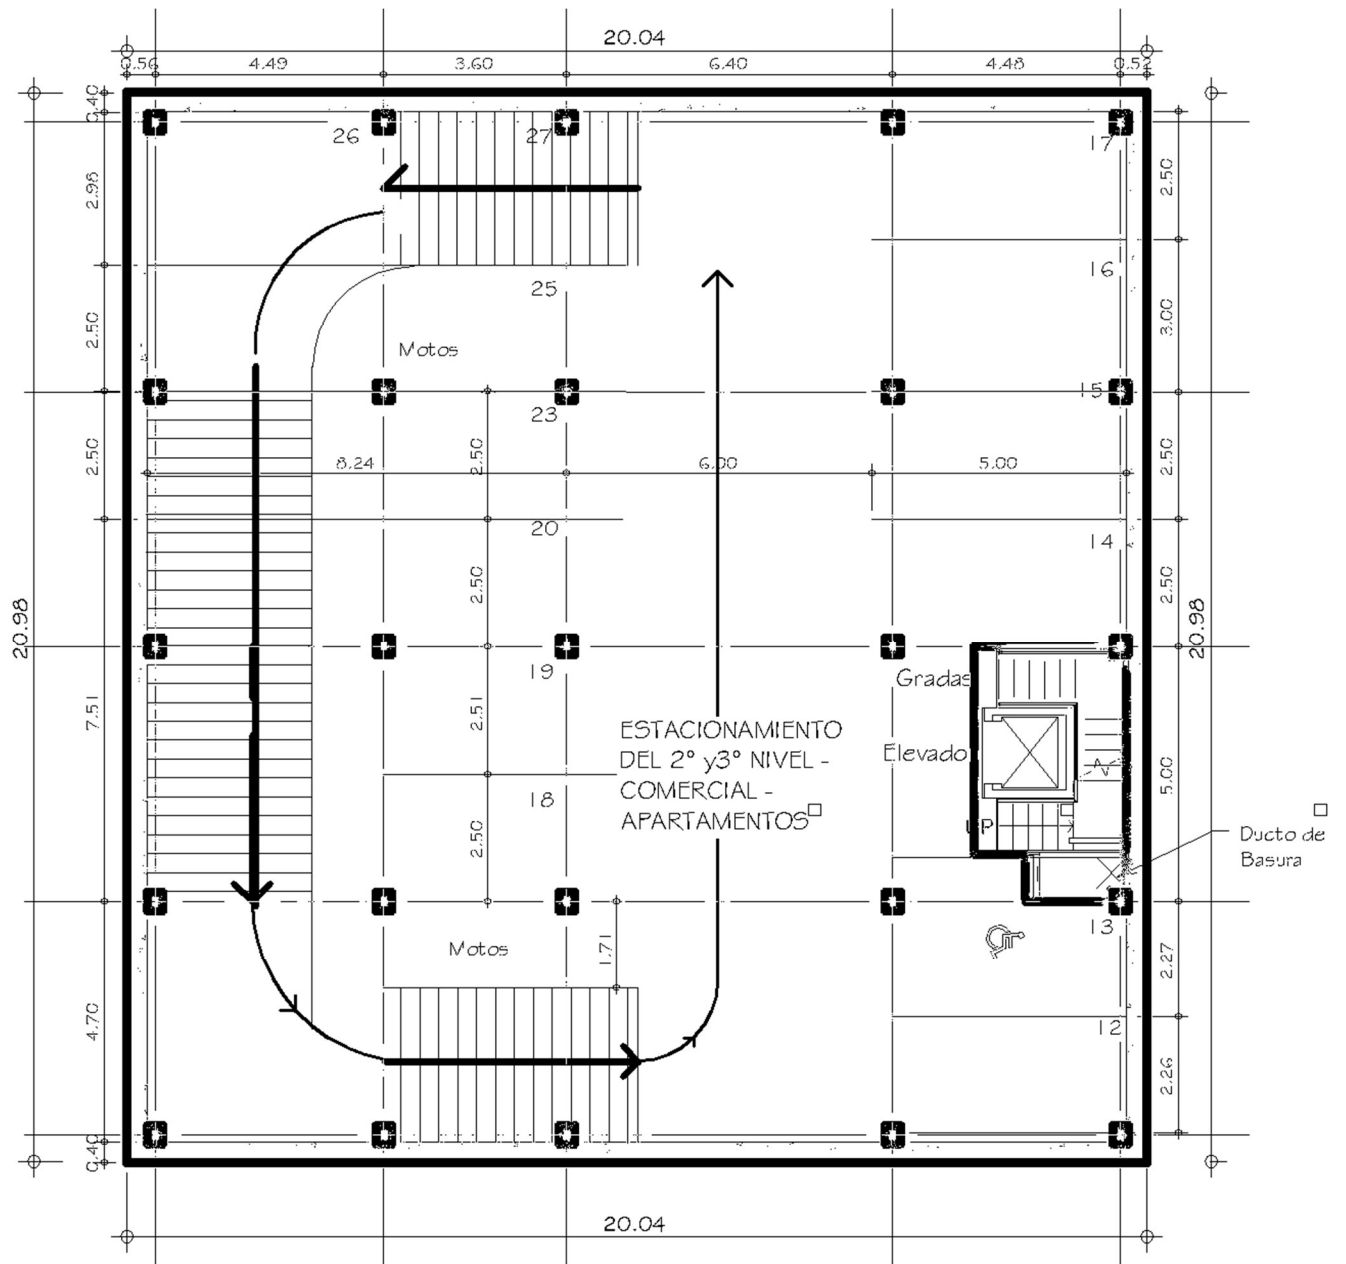 20.04
0.56 4.49 3.60 6.40 4.48 0.52
0.40
26 27 17
2.98 2.50
16
25
2.50 3.00
Motos
15
23
2.50 8.24 2.50 6.00 5.00 2.50
20 14
2.50 2.50
20.98 20.98
19 Gradas
7.51 2.51
ESTACIONAMIENTO
DEL 2° y3° NIVEL -
COMERCIAL -
APARTAMENTOS
Elevado
5.00
18
2.50 UP
Ducto de
Basura
13
Motos 1.71 2.27
4.70 12
2.26
0.40
20.04